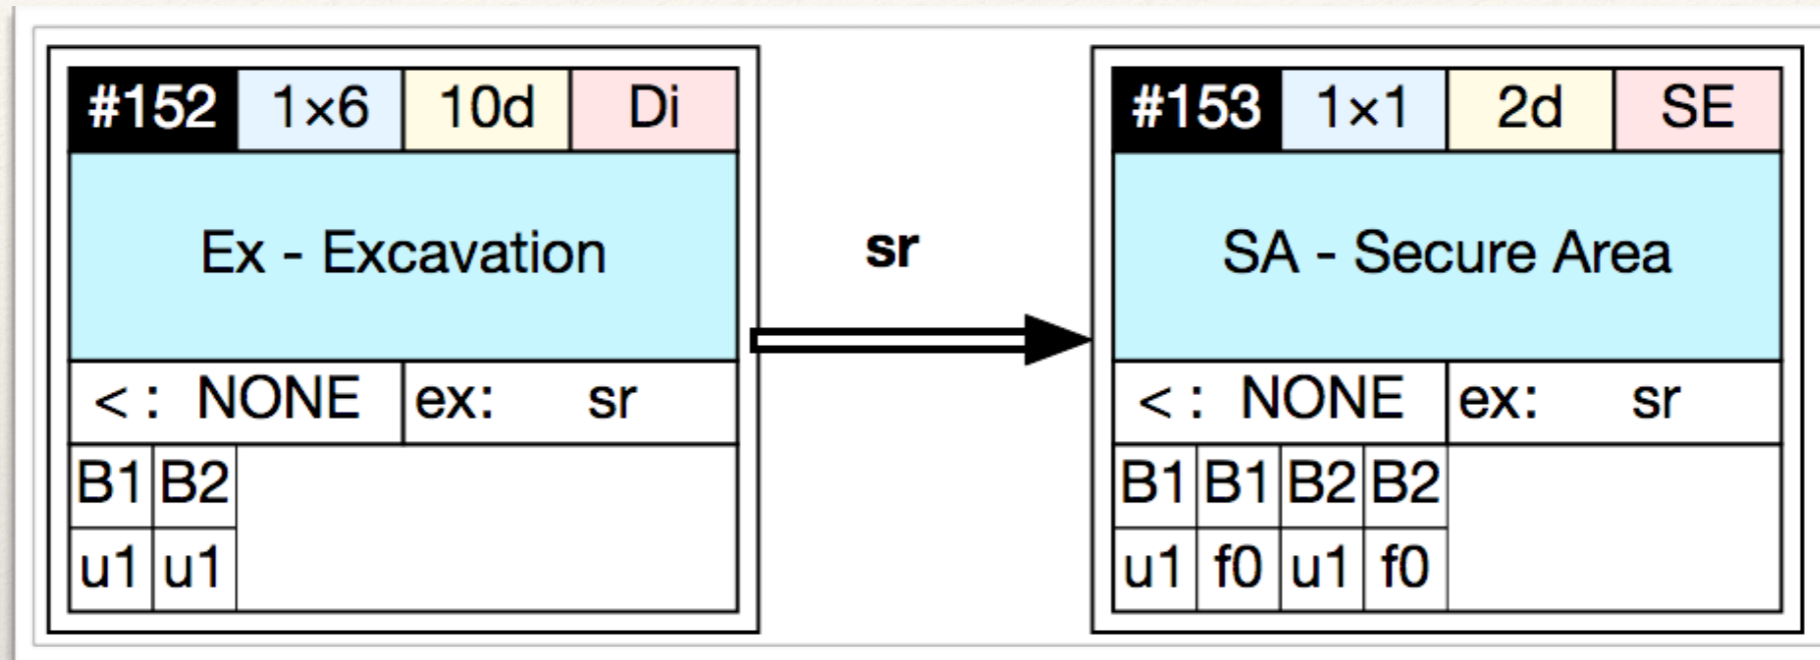 #152 1×6 10d Di
Ex - Excavation
< : NONE ex: sr
B1 B2
u1 u1
sr
#153 1×1 2d SE
SA - Secure Area
< : NONE ex: sr
B1 B1 B2 B2
u1 f0 u1 f0